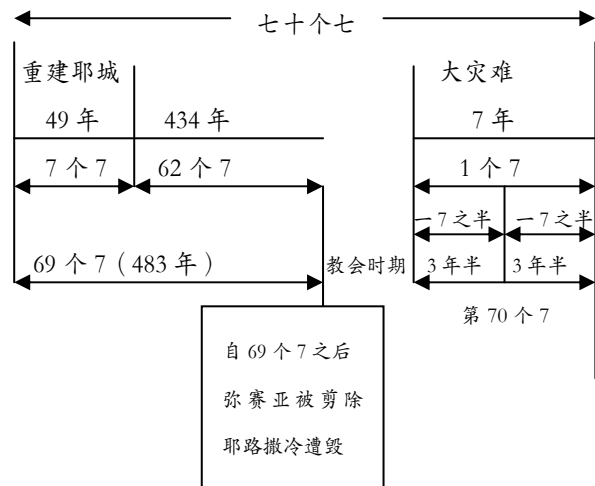 七十个七
重建耶城 大灾难
49 年 434 年 7 年
7 个 7 62 个 7 1 个 7
一 7 之半 一 7 之半
69 个 7（483 年） 教会时期 3 年半 3 年半
第 70 个 7
自 69 个 7 之后
弥赛亚被剪除
耶路撒冷遭毁